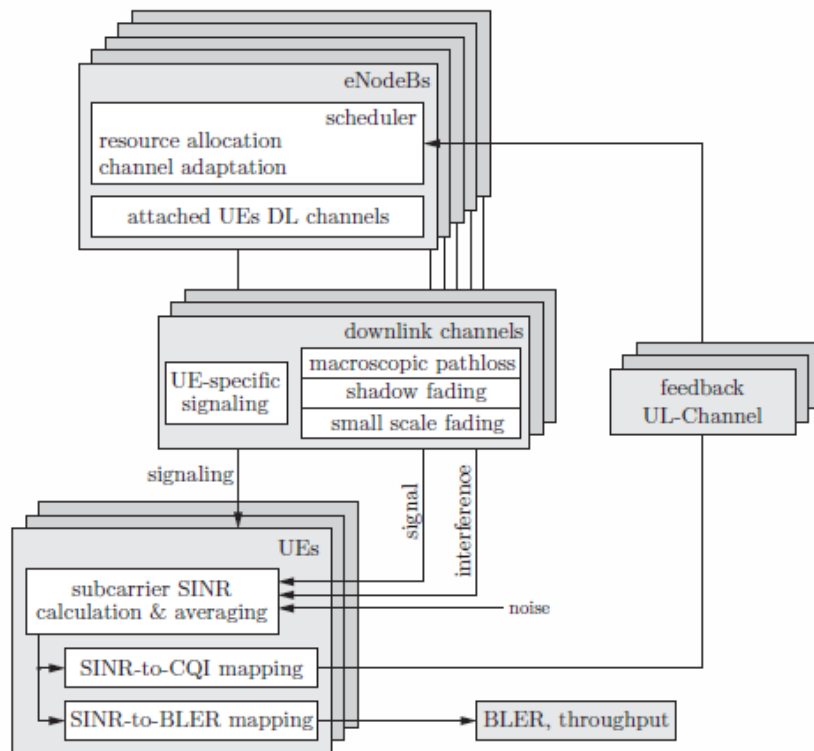 eNodeBs
scheduler
resource allocation
channel adaptation
attached UEs DL channels
downlink channels
UE-specific
signaling
macroscopic pathloss
shadow fading
small scale fading
feedback
UL-Channel
signaling
signal
interference
UEs
subcarrier SINR
calculation & averaging
noise
SINR-to-CQI mapping
SINR-to-BLER mapping
BLER, throughput